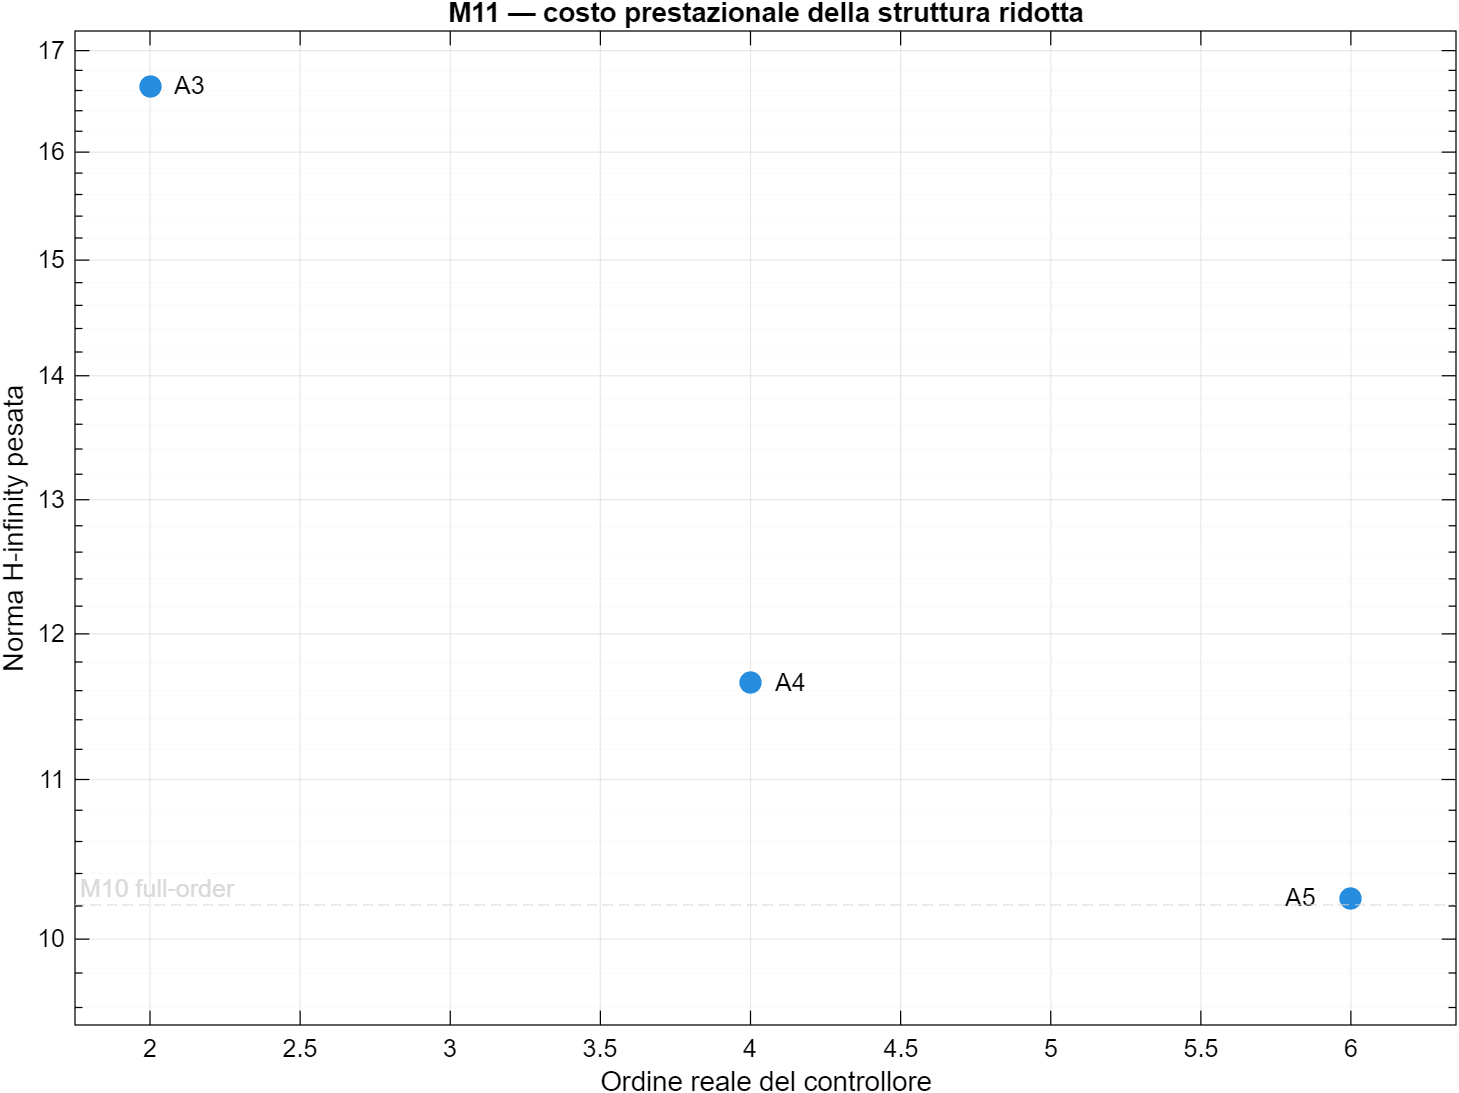 M11 — costo prestazionale della struttura ridotta
17
16
15
14
13
12
11
10
Norma H-infinity pesata
A3
A4
A5
M10 full-order
2
2.5
3
3.5
4
4.5
5
5.5
6
Ordine reale del controllore